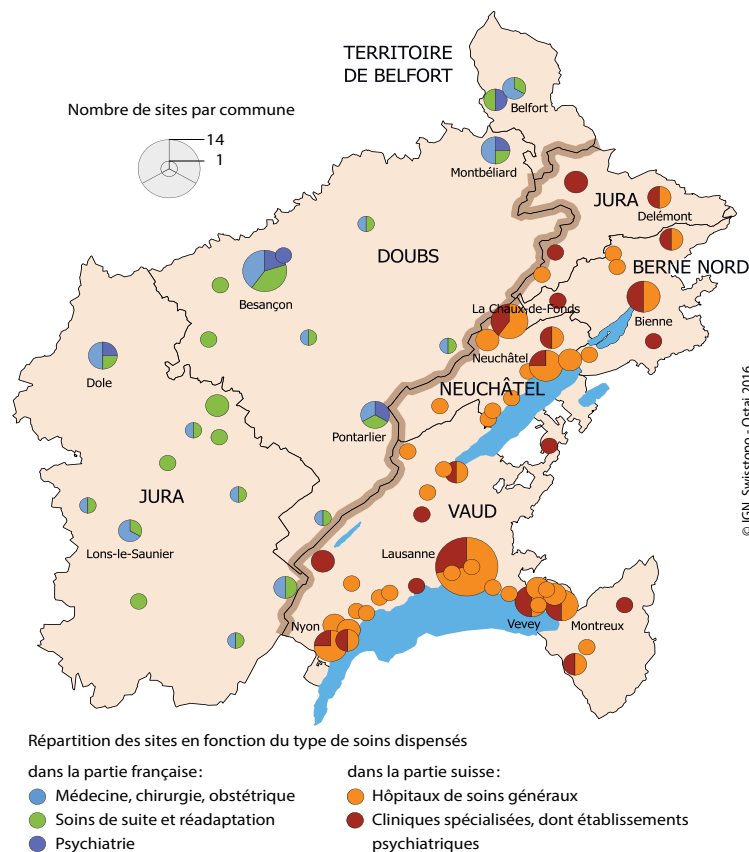 TERRITOIRE
DE BELFORT
Nombre de sites par commune
14
1
Belfort
Montbéliard
JURA
Delémont
DOUBS
BERNE NORD
Besançon
La Chaux-de-Fonds
Bienne
Neuchâtel
Dole
NEUCHÂTEL
Pontarlier
JURA
VAUD
Lausanne
Lons-le-Saunier
Nyon
Vevey
Montreux
© IGN, Swisstopo - Ostaj 2016
Répartition des sites en fonction du type de soins dispensés
dans la partie française:
Médecine, chirurgie, obstétrique
Soins de suite et réadaptation
Psychiatrie
dans la partie suisse:
Hôpitaux de soins généraux
Cliniques spécialisées, dont établissements
psychiatriques